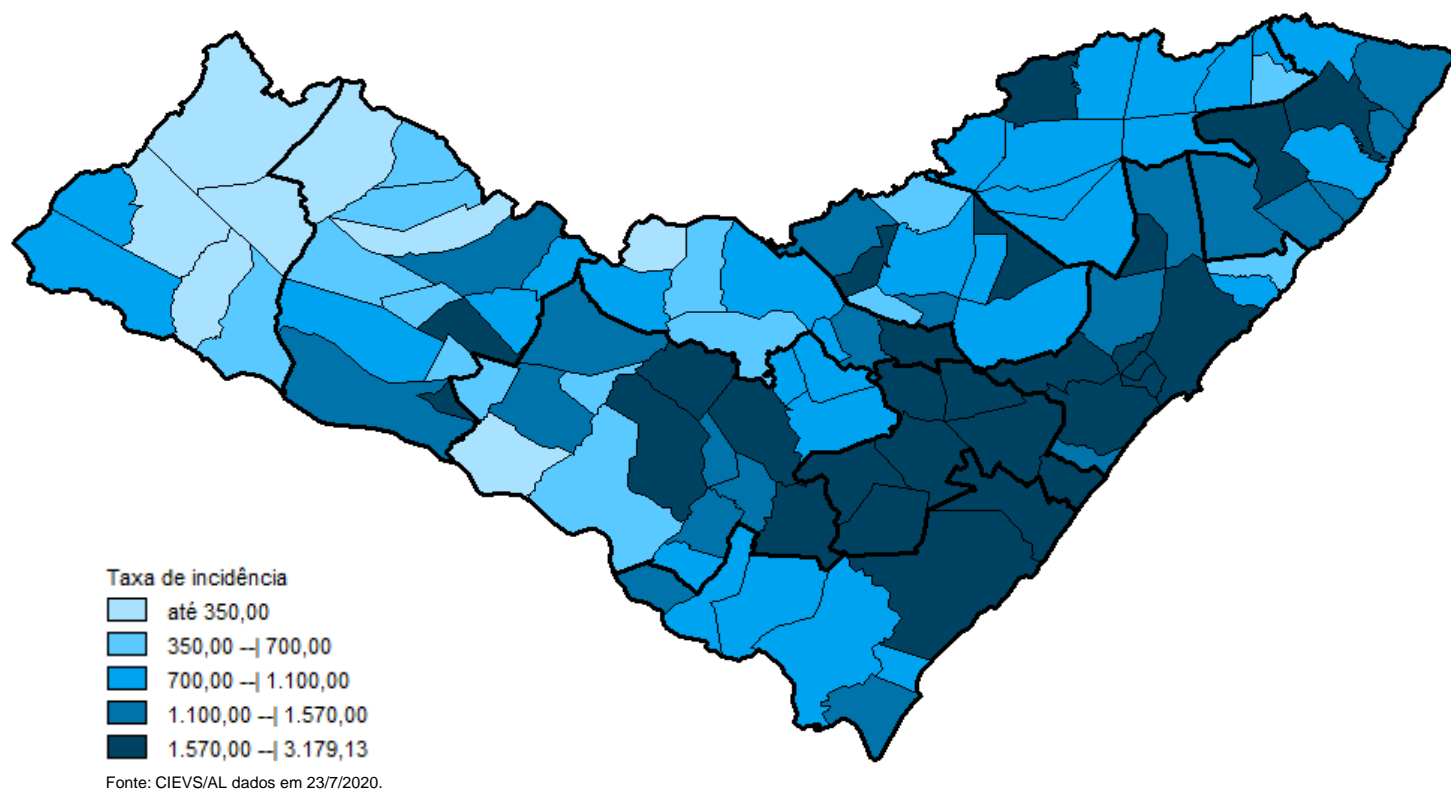 Taxa de incidência
até 350,00
350,00 --| 700,00
700,00 --| 1.100,00
1.100,00 --| 1.570,00
1.570,00 --| 3.179,13
Fonte: CIEVS/AL dados em 23/7/2020.